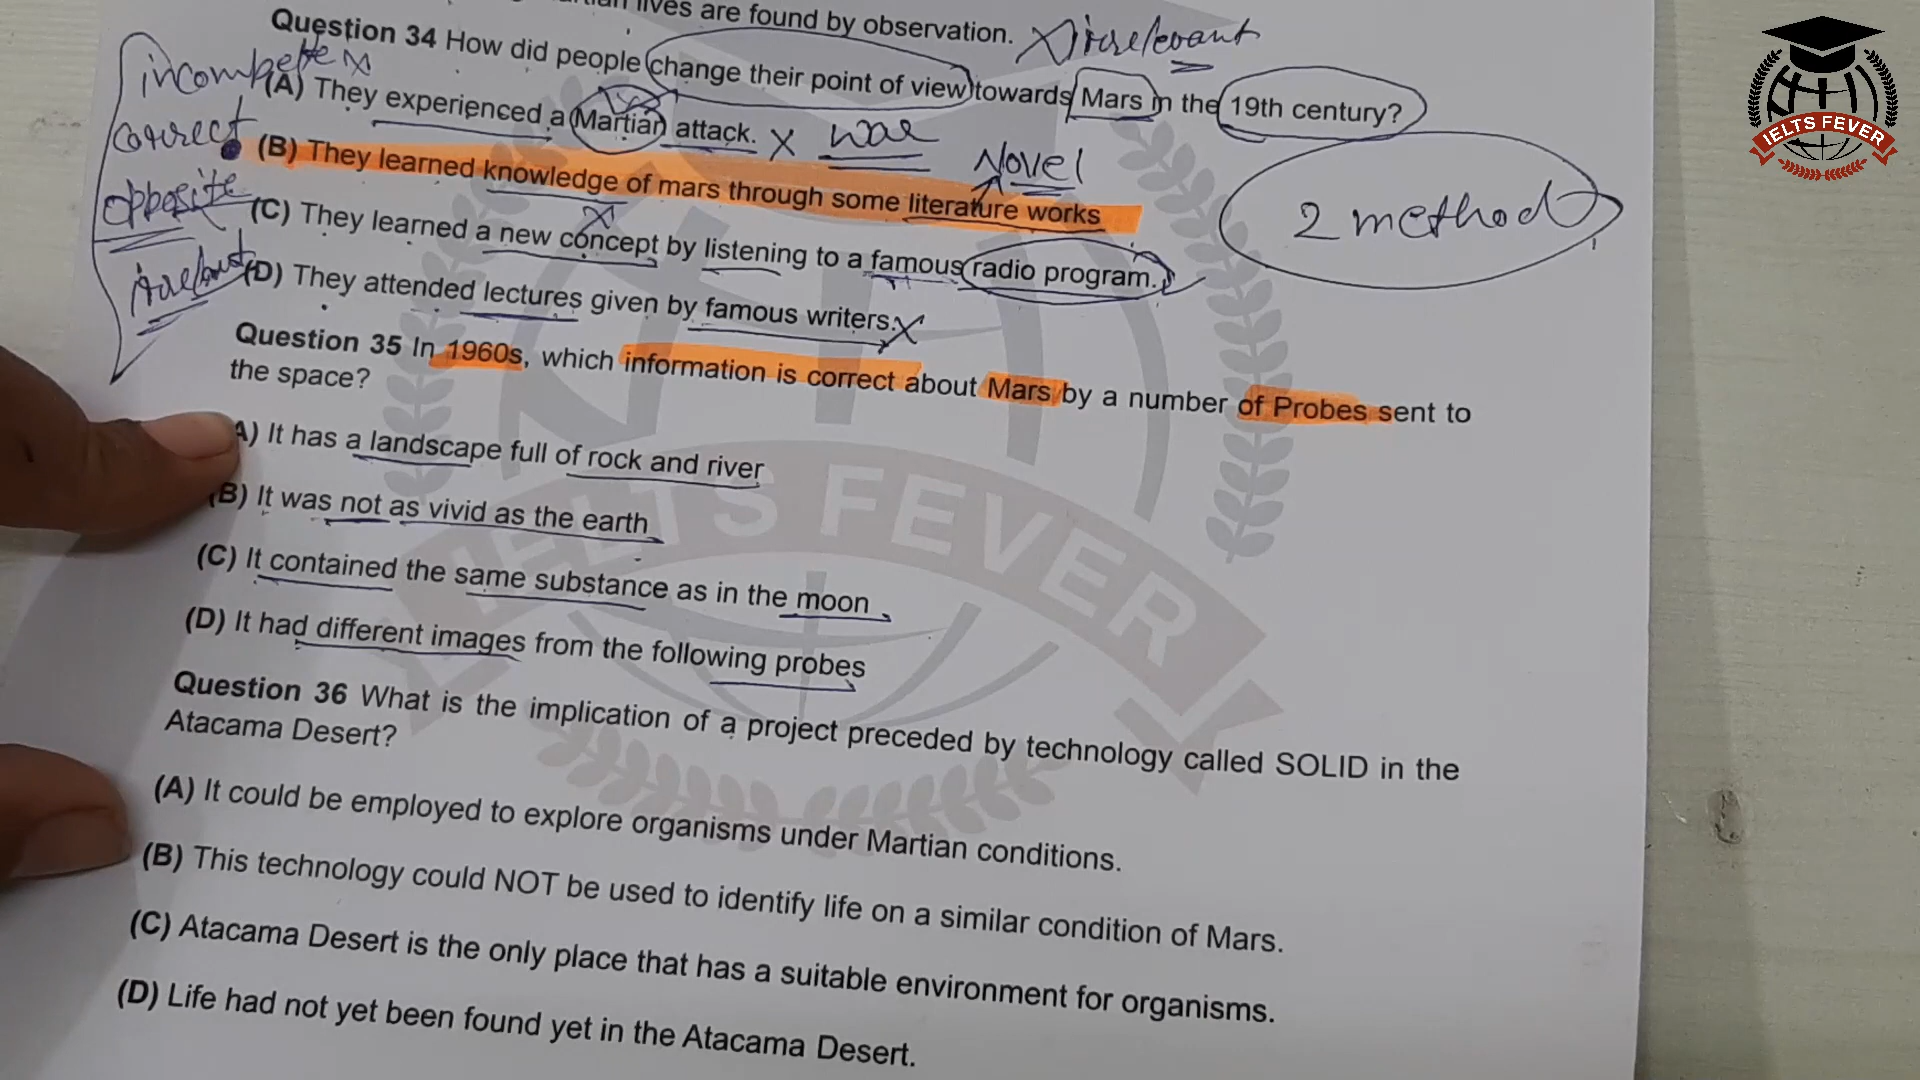 lives are found by observation. X irrelevant
Question 34 How did people change their point of view towards Mars in the 19th century?
incompete X
(A) They experienced a Martian attack. X war
correct
Novel
(B) They learned knowledge of mars through some literature works
2 method
opposite
(C) They learned a new concept by listening to a famous radio program.
(D) They attended lectures given by famous writers. X
Question 35 In 1960s, which information is correct about Mars by a number of Probes sent to
the space?
A) It has a landscape full of rock and river
(B) It was not as vivid as the earth
(C) It contained the same substance as in the moon
(D) It had different images from the following probes
Question 36 What is the implication of a project preceded by technology called SOLID in the
Atacama Desert?
(A) It could be employed to explore organisms under Martian conditions.
(B) This technology could NOT be used to identify life on a similar condition of Mars.
(C) Atacama Desert is the only place that has a suitable environment for organisms.
(D) Life had not yet been found yet in the Atacama Desert.
IELTS FEVER
IELTS FEVER